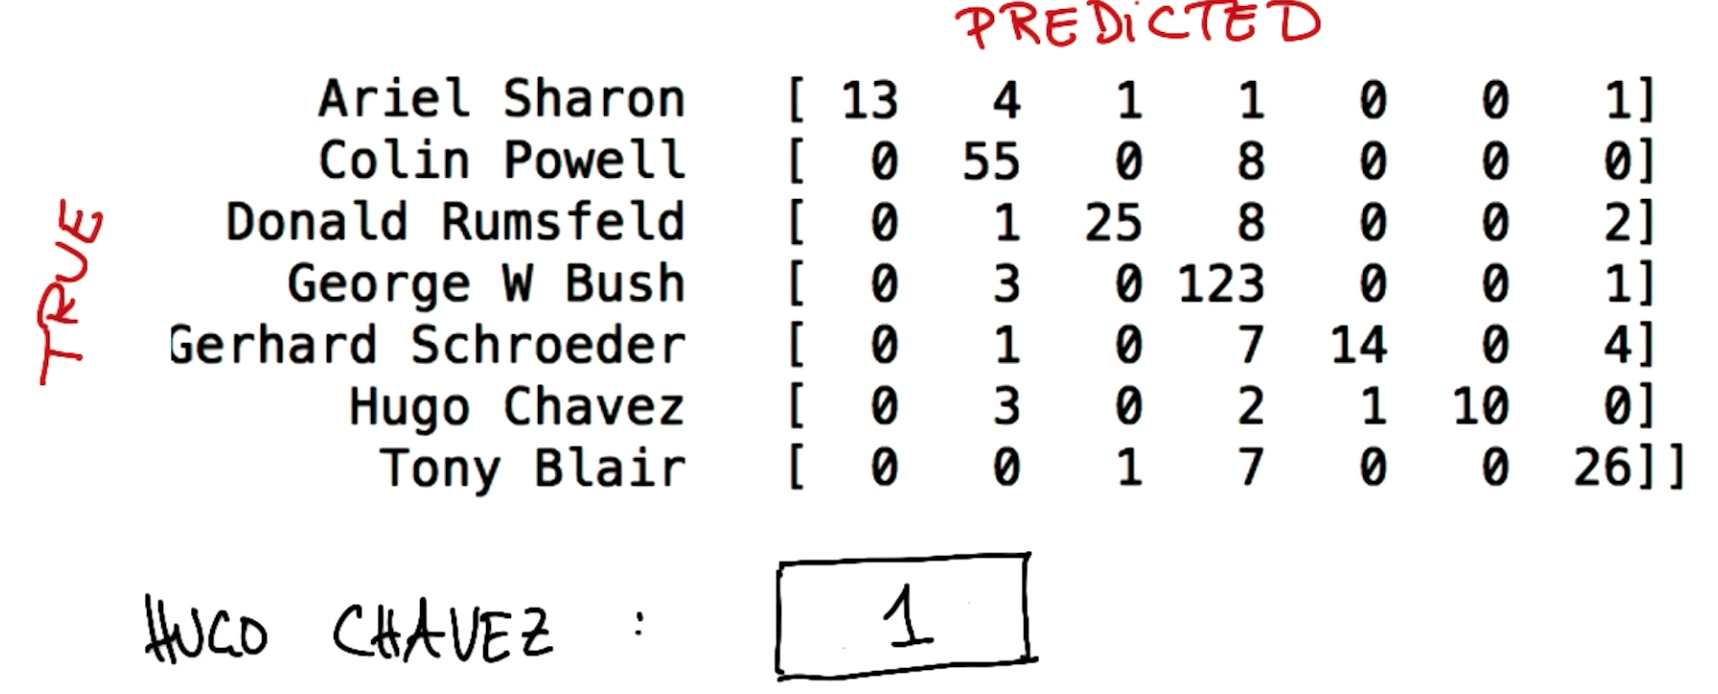 PREDiCTED
TRUE
Ariel Sharon [ 13 4 1 1 0 0 1]
Colin Powell [ 0 55 0 8 0 0 0]
Donald Rumsfeld [ 0 1 25 8 0 0 2]
George W Bush [ 0 3 0 123 0 0 1]
Gerhard Schroeder [ 0 1 0 7 14 0 4]
Hugo Chavez [ 0 3 0 2 1 10 0]
Tony Blair [ 0 0 1 7 0 0 26]]
HUGO CHAVEZ : 1